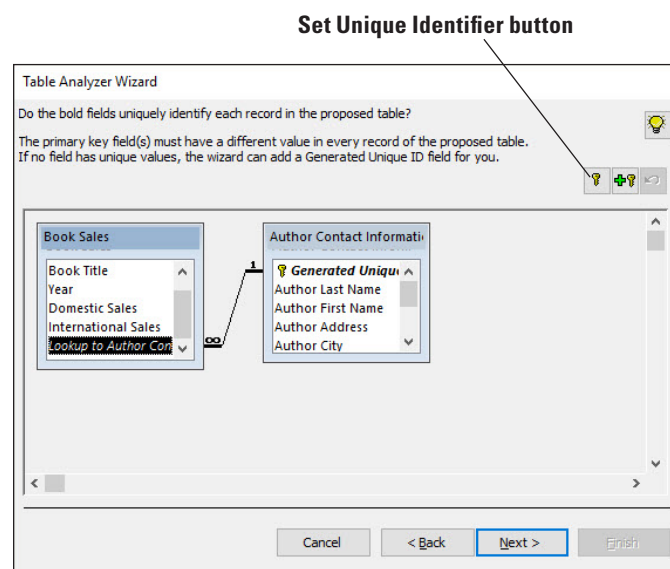 Set Unique Identifier button
Table Analyzer Wizard
Do the bold fields uniquely identify each record in the proposed table?
The primary key field(s) must have a different value in every record of the proposed table.
If no field has unique values, the wizard can add a Generated Unique ID field for you.
Book Sales
Book Title
Year
Domestic Sales
International Sales
Lookup to Author Con
∞
1
Author Contact Informati
Generated Uniqu
Author Last Name
Author First Name
Author Address
Author City
Cancel
< Back
Next >
Finish